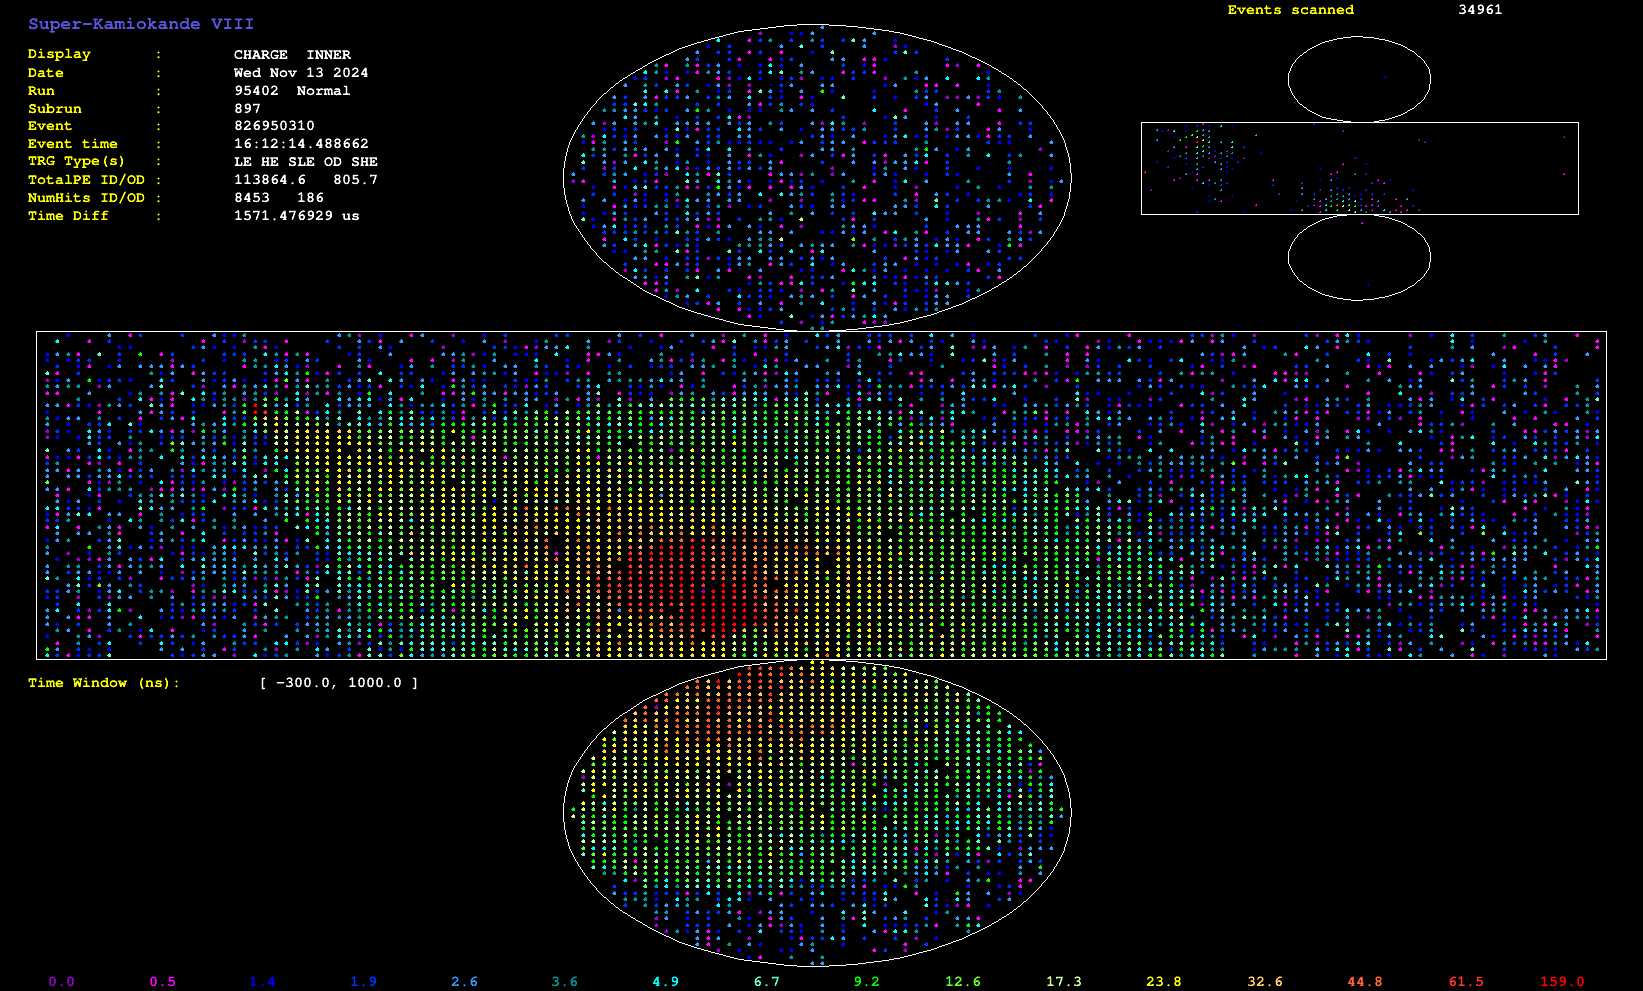 Super-Kamiokande VIII
Events scanned 34961
Display : CHARGE INNER
Date : Wed Nov 13 2024
Run : 95402 Normal
Subrun : 897
Event : 826950310
Event time : 16:12:14.488662
TRG Type(s) : LE HE SLE OD SHE
TotalPE ID/OD : 113864.6 805.7
NumHits ID/OD : 8453 186
Time Diff : 1571.476929 us
Time Window (ns): [ -300.0, 1000.0 ]
0.0 0.5 1.4 1.9 2.6 3.6 4.9 6.7 9.2 12.6 17.3 23.8 32.6 44.8 61.5 159.0